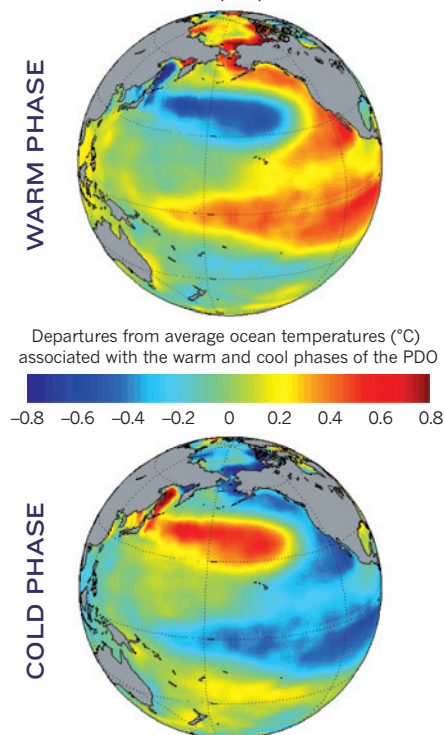 WARM PHASE
Departures from average ocean temperatures (°C)
associated with the warm and cool phases of the PDO
–0.8 –0.6 –0.4 –0.2 0 0.2 0.4 0.6 0.8
COLD PHASE